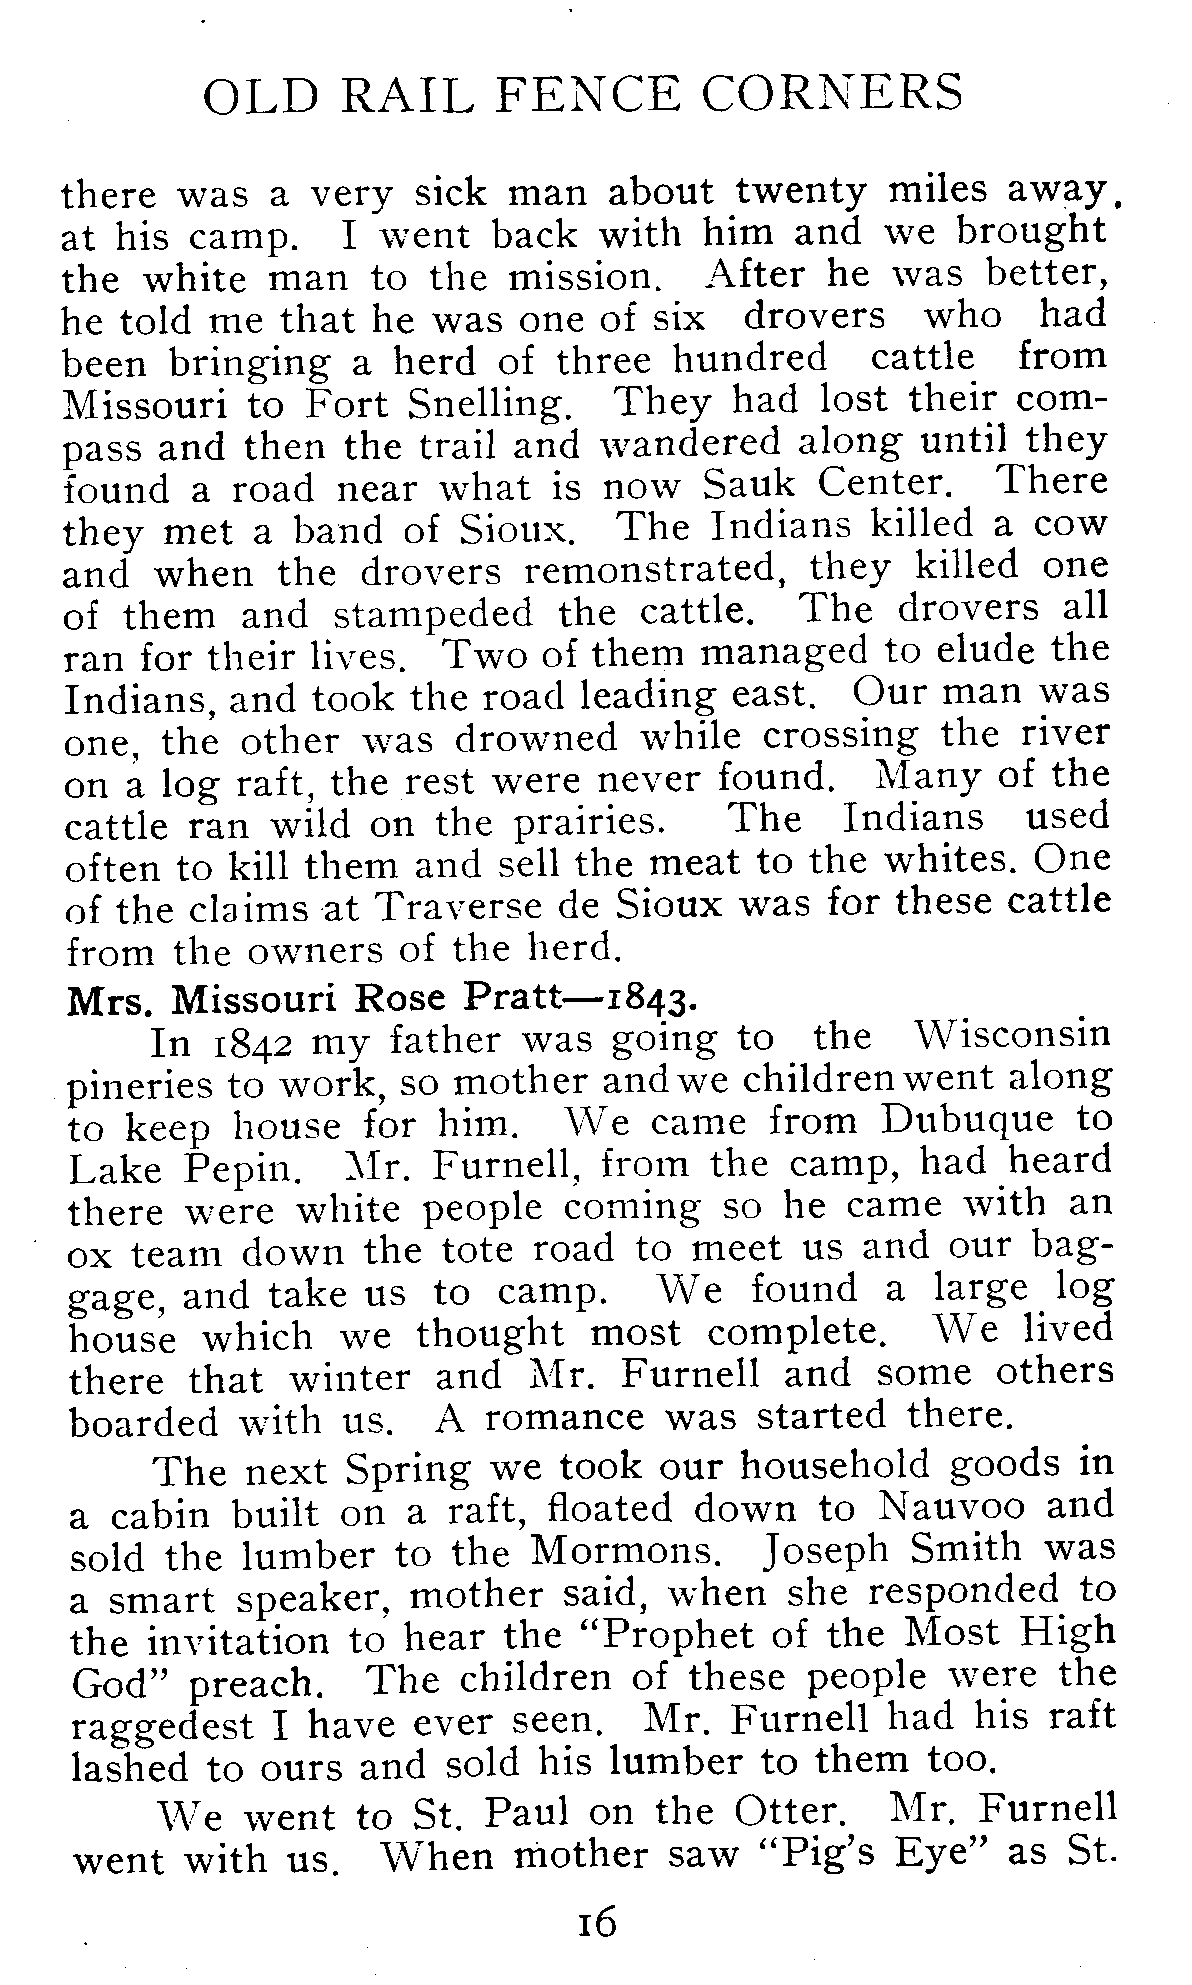 OLD RAIL FENCE CORNERS
there was a very sick man about twenty miles away,
at his camp. I went back with him and we brought
the white man to the mission. After he was better,
he told me that he was one of six drovers who had
been bringing a herd of three hundred cattle from
Missouri to Fort Snelling. They had lost their com-
pass and then the trail and wandered along until they
found a road near what is now Sauk Center. There
they met a band of Sioux. The Indians killed a cow
and when the drovers remonstrated, they killed one
of them and stampeded the cattle. The drovers all
ran for their lives. Two of them managed to elude the
Indians, and took the road leading east. Our man was
one, the other was drowned while crossing the river
on a log raft, the rest were never found. Many of the
cattle ran wild on the prairies. The Indians used
often to kill them and sell the meat to the whites. One
of the claims at Traverse de Sioux was for these cattle
from the owners of the herd.
Mrs. Missouri Rose Pratt—1843.
In 1842 my father was going to the Wisconsin
pineries to work, so mother and we children went along
to keep house for him. We came from Dubuque to
Lake Pepin. Mr. Furnell, from the camp, had heard
there were white people coming so he came with an
ox team down the tote road to meet us and our bag-
gage, and take us to camp. We found a large log
house which we thought most complete. We lived
there that winter and Mr. Furnell and some others
boarded with us. A romance was started there.
The next Spring we took our household goods in
a cabin built on a raft, floated down to Nauvoo and
sold the lumber to the Mormons. Joseph Smith was
a smart speaker, mother said, when she responded to
the invitation to hear the "Prophet of the Most High
God" preach. The children of these people were the
raggedest I have ever seen. Mr. Furnell had his raft
lashed to ours and sold his lumber to them too.
We went to St. Paul on the Otter. Mr. Furnell
went with us. When mother saw "Pig's Eye" as St.
16